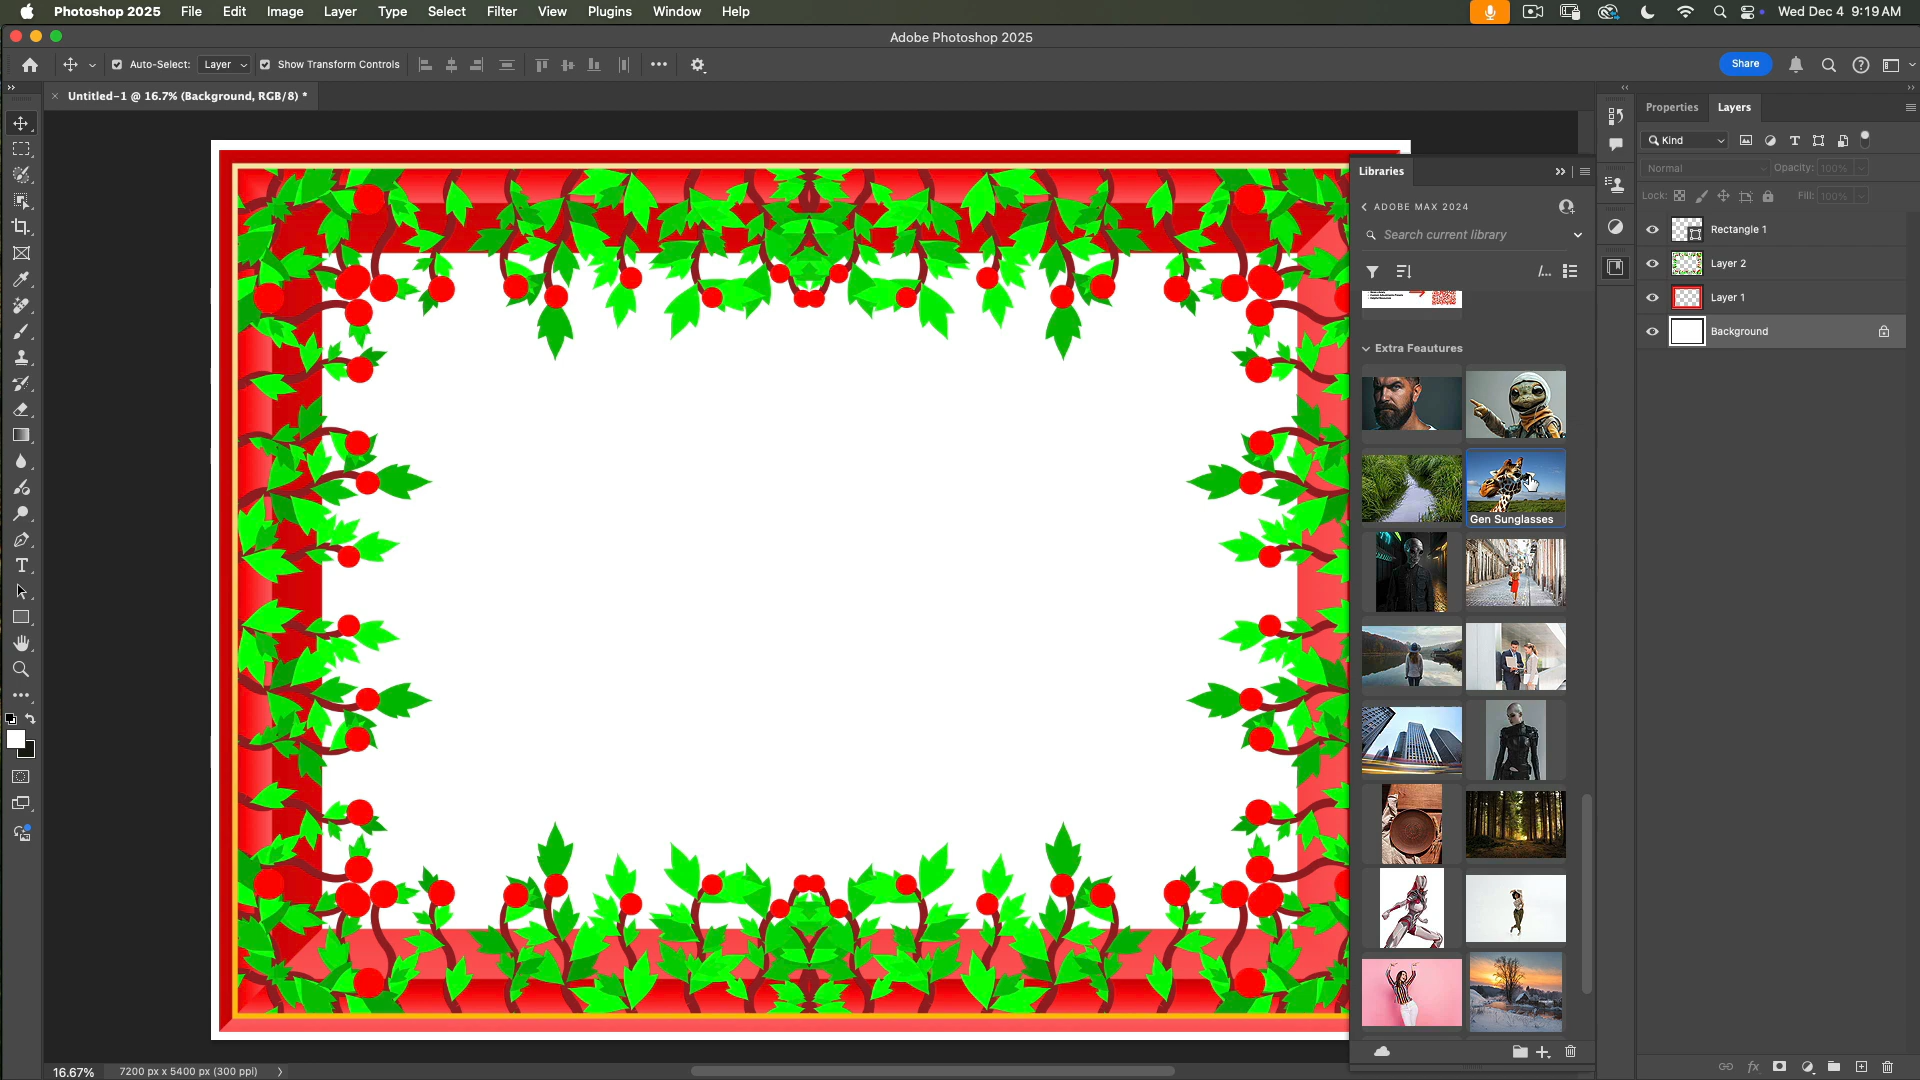 Photoshop 2025 File Edit Image Layer Type Select Filter View Plugins Window Help Wed Dec 4 9:19 AM
Adobe Photoshop 2025
Auto-Select: Layer Show Transform Controls Share
Untitled-1 @ 16.7% (Background, RGB/8) *
Properties Layers
Kind
Normal Opacity: 100%
Lock: Fill: 100%
Rectangle 1
Layer 2
Layer 1
Background
Libraries
ADOBE MAX 2024
Search current library
Extra Feautures
Gen Sunglasses
16.67% 7200 px x 5400 px (300 ppi)